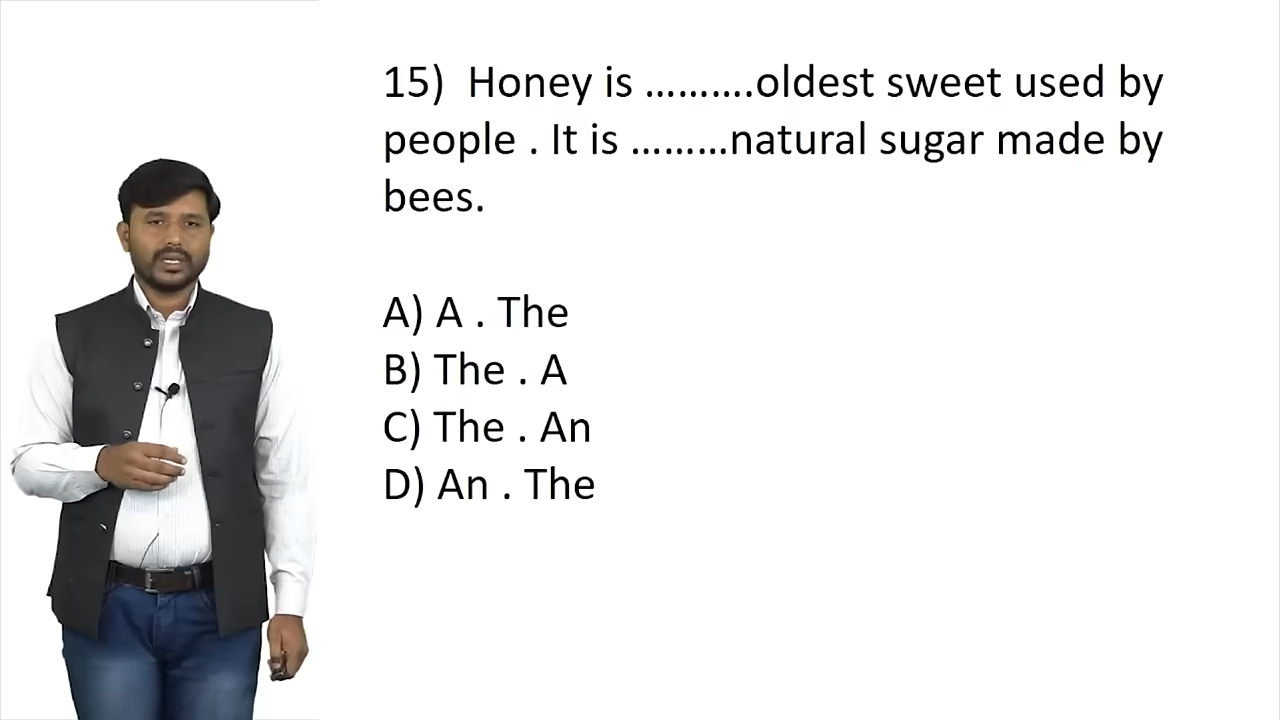 15)  Honey is ……….oldest sweet used by
people . It is ………natural sugar made by
bees.
A) A . The
B) The . A
C) The . An
D) An . The